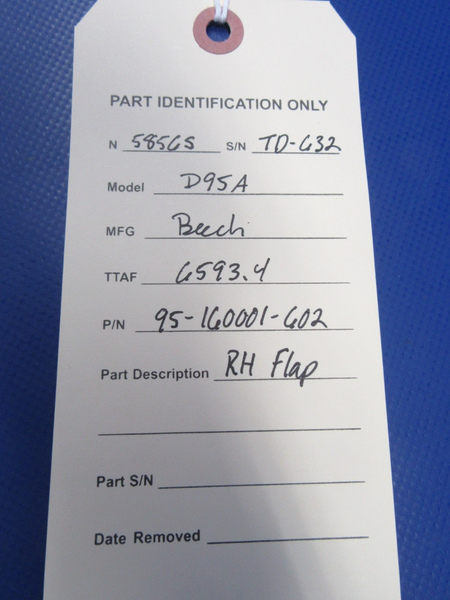 PART IDENTIFICATION ONLY
N 5856S S/N TD-632
Model D95A
MFG Beech
TTAF 6593.4
P/N 95-160001-602
Part Description RH Flap
Part S/N
Date Removed